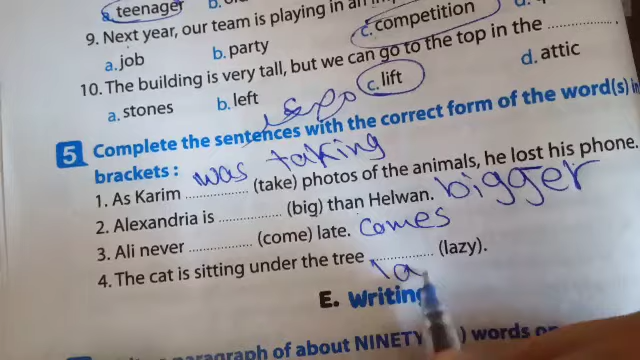 a. teenager b.
9. Next year, our team is playing in an
a. job b. party c. competition d.
10. The building is very tall, but we can go to the top in the ..............
a. stones b. left c. lift d. attic
5 Complete the sentences with the correct form of the word(s) in
brackets :
1. As Karim was taking (take) photos of the animals, he lost his phone.
2. Alexandria is .............. (big) than Helwan. bigger
3. Ali never .............. (come) late. comes
4. The cat is sitting under the tree .............. (lazy).
la
E. Writing
paragraph of about NINETY words on